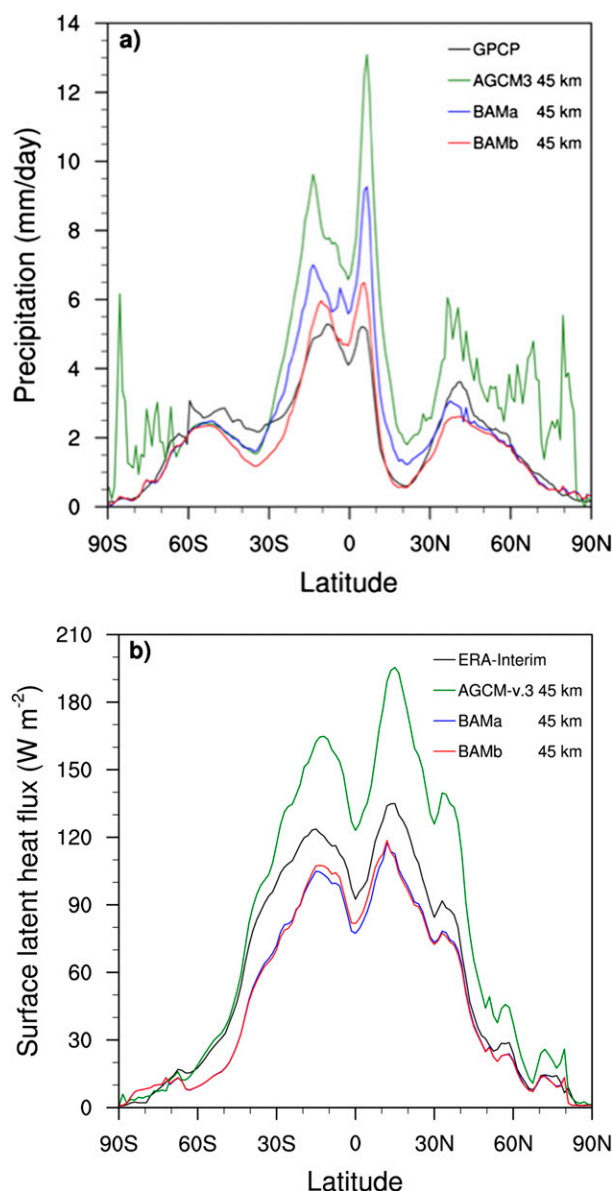 a)
GPCP
AGCM3 45 km
BAMa 45 km
BAMb 45 km
Precipitation (mm/day)
14
12
10
8
6
4
2
0
90S 60S 30S 0 30N 60N 90N
Latitude
b)
ERA-Interim
AGCM-v.3 45 km
BAMa 45 km
BAMb 45 km
Surface latent heat flux (W m⁻²)
210
180
150
120
90
60
30
0
90S 60S 30S 0 30N 60N 90N
Latitude